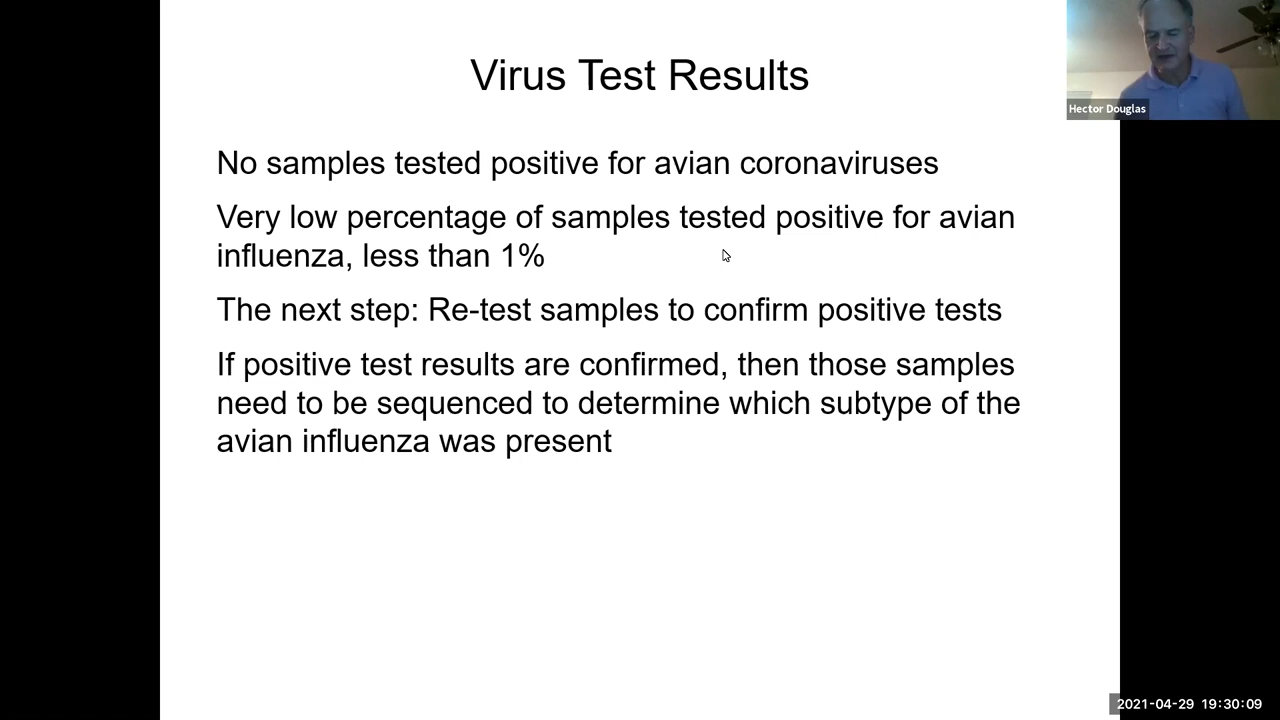 Virus Test Results
Hector Douglas
No samples tested positive for avian coronaviruses
Very low percentage of samples tested positive for avian
influenza, less than 1%
The next step: Re-test samples to confirm positive tests
If positive test results are confirmed, then those samples
need to be sequenced to determine which subtype of the
avian influenza was present
2021-04-29 19:30:09